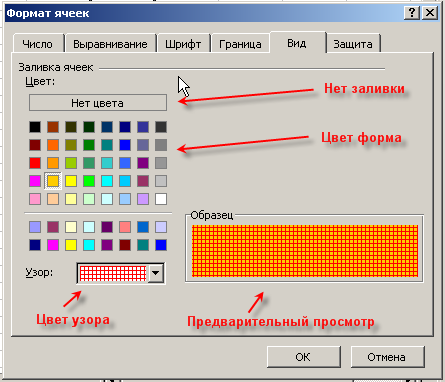 Формат ячеек
Число Выравнивание Шрифт Граница Вид Защита
Заливка ячеек
Цвет:
Нет цвета
Нет заливки
Цвет форма
Образец
Узор:
Цвет узора
Предварительный просмотр
ОК Отмена